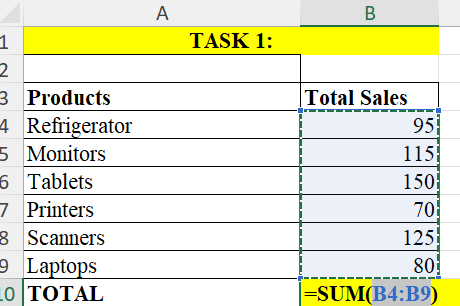 A B
1 TASK 1:
2
3 Products Total Sales
4 Refrigerator 95
5 Monitors 115
6 Tablets 150
7 Printers 70
8 Scanners 125
9 Laptops 80
10 TOTAL =SUM(B4:B9)